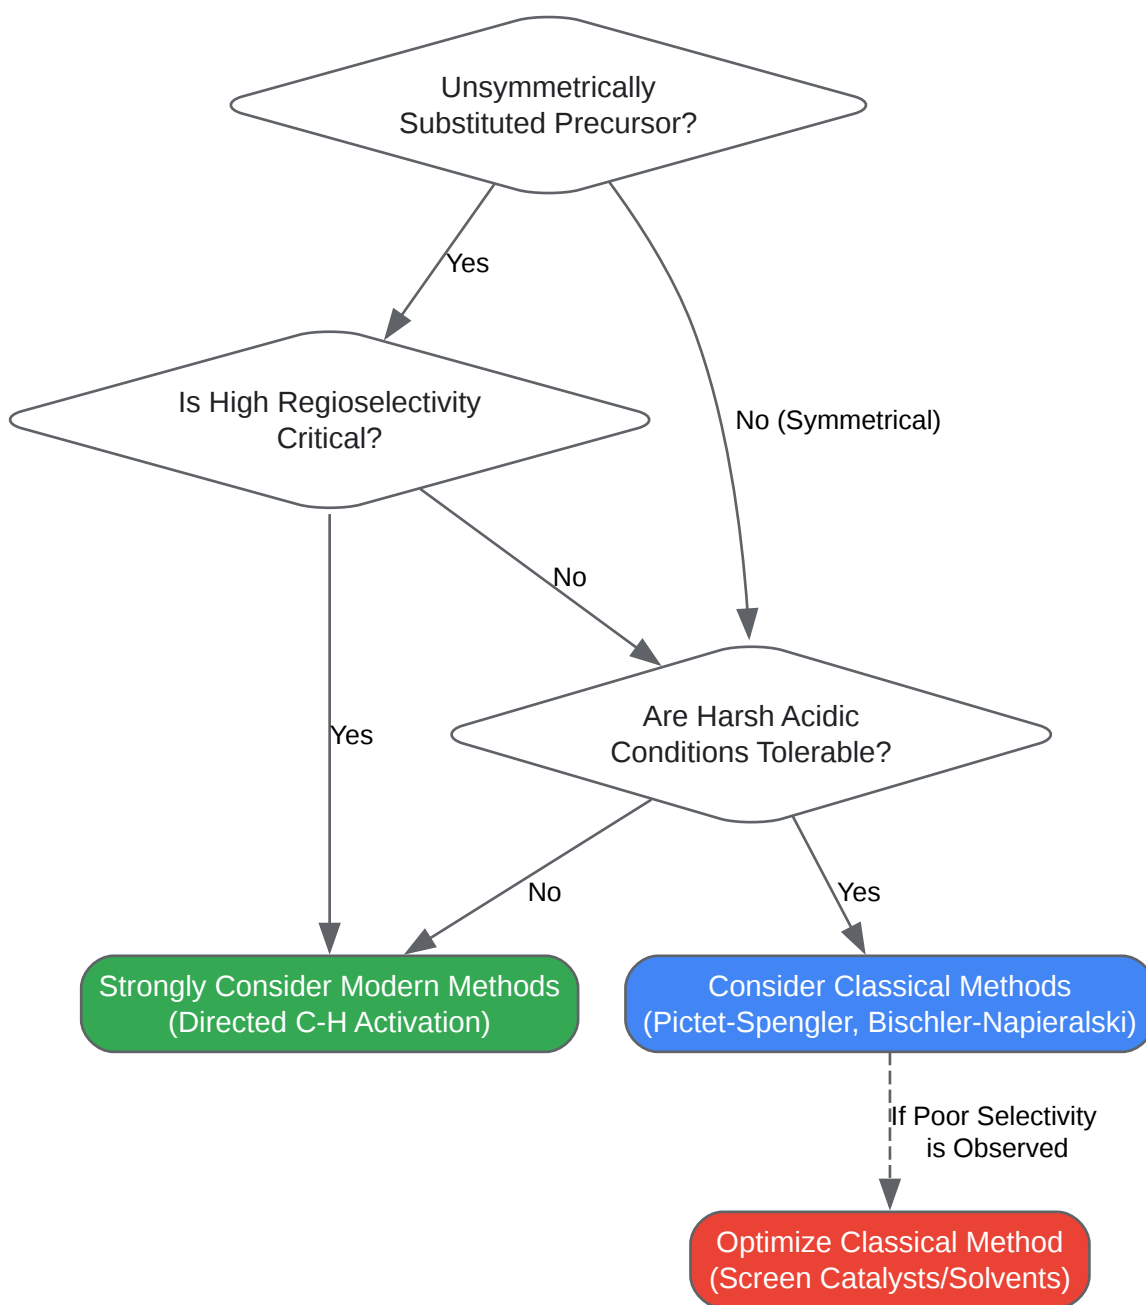 Unsymmetrically
Substituted Precursor?
Yes
Is High Regioselectivity
Critical?
No (Symmetrical)
No
Are Harsh Acidic
Conditions Tolerable?
Yes
No
Yes
Strongly Consider Modern Methods
(Directed C-H Activation)
Consider Classical Methods
(Pictet-Spengler, Bischler-Napieralski)
If Poor Selectivity
is Observed
Optimize Classical Method
(Screen Catalysts/Solvents)